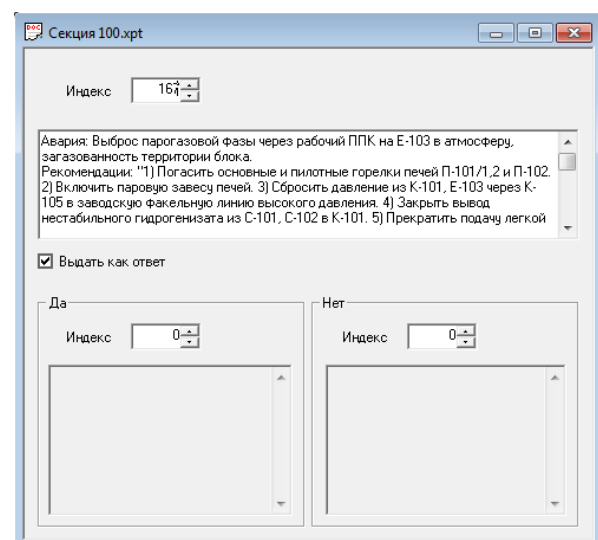 Секция 100.xpt
Индекс
Авария: Выброс парогазовой фазы через рабочий ППК на Е-103 в атмосферу,
загазованность территории блока.
Рекомендации: "1) Погасить основные и пилотные горелки печей П-101/1,2 и П-102.
2) Включить паровую завесу печей. 3) Сбросить давление из К-101, Е-103 через К-
105 в заводскую факельную линию высокого давления. 4) Закрыть вывод
нестабильного гидрогенизата из С-101, С-102 в К-101. 5) Прекратить подачу легкой
Выдать как ответ
Да
Индекс 0
Нет
Индекс 0